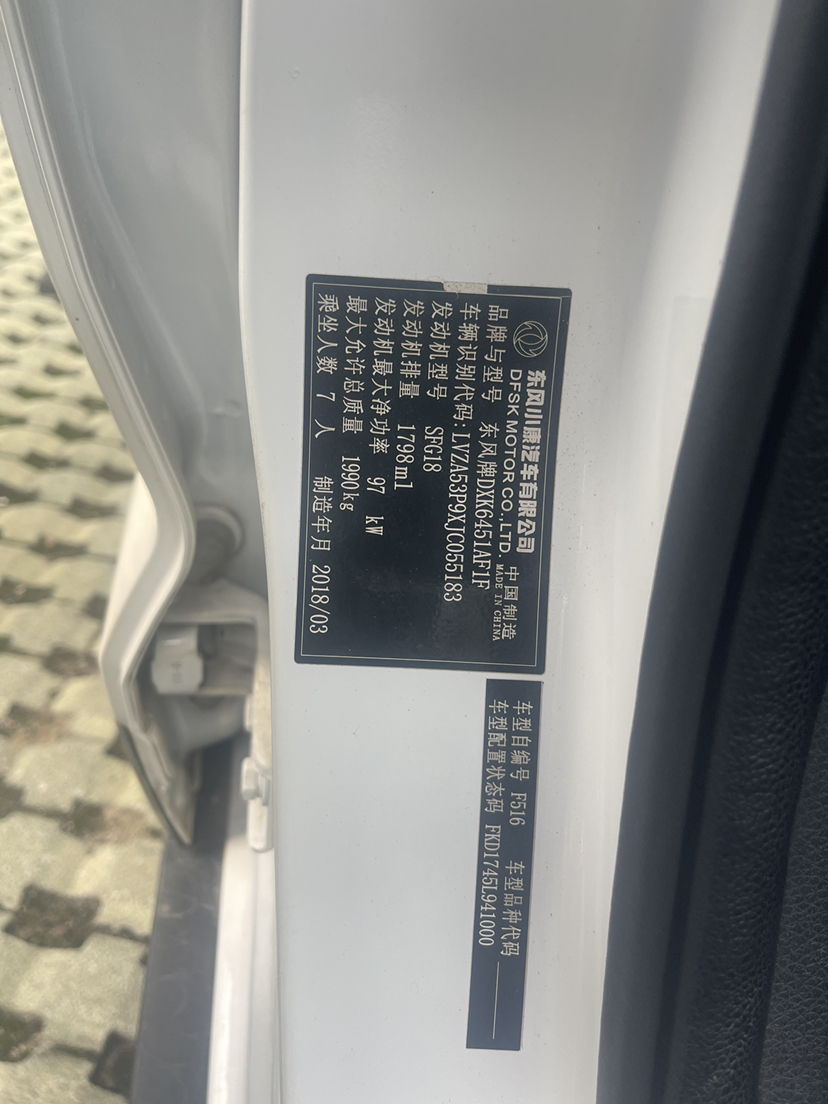 东风小康汽车有限公司
DFSK MOTOR CO.,LTD.
中国制造
MADE IN CHINA
品牌与型号 东风牌DXK6451AF1F
车辆识别代码:LVZA53P9XJC055183
发动机型号 SFG18
发动机排量 1798ml
发动机最大净功率 97 kW
最大允许总质量 1990kg
乘坐人数 7 人 制造年月 2018/03
车型自编号 F516 车型品种代码 ————
车型配置状态码 FKD1745L941000